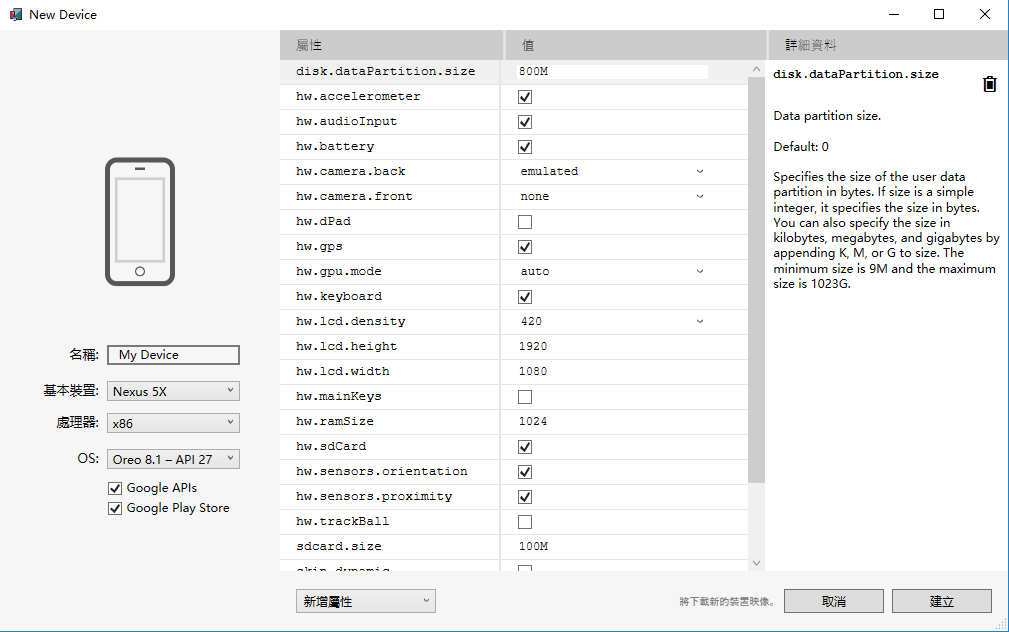 New Device
屬性 值 詳細資料
disk.dataPartition.size 800M
hw.accelerometer
hw.audioInput
hw.battery
hw.camera.back emulated
hw.camera.front none
hw.dPad
hw.gps
hw.gpu.mode auto
hw.keyboard
hw.lcd.density 420
hw.lcd.height 1920
hw.lcd.width 1080
hw.mainKeys
hw.ramSize 1024
hw.sdCard
hw.sensors.orientation
hw.sensors.proximity
hw.trackBall
sdcard.size 100M
skin.dynamic
disk.dataPartition.size
Data partition size.
Default: 0
Specifies the size of the user data
partition in bytes. If size is a simple
integer, it specifies the size in bytes.
You can also specify the size in
kilobytes, megabytes, and gigabytes by
appending K, M, or G to size. The
minimum size is 9M and the maximum
size is 1023G.
名稱: My Device
基本裝置: Nexus 5X
處理器: x86
OS: Oreo 8.1 – API 27
Google APIs
Google Play Store
新增屬性
將下載新的裝置映像。
取消
建立